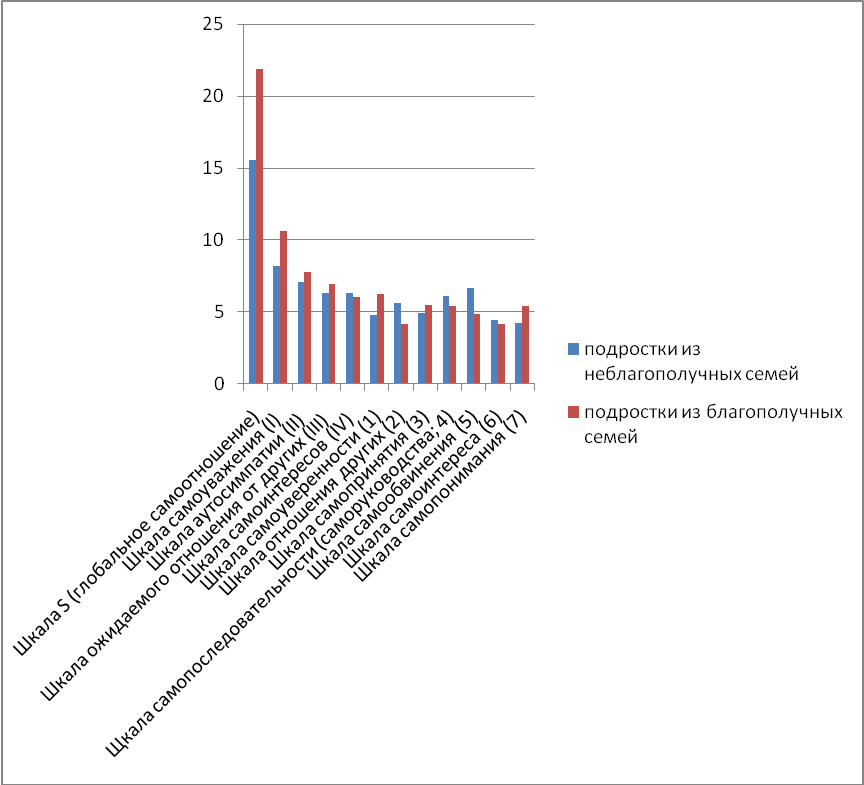 25
20
15
10
5
0
Шкала S (глобальное самоотношение)
Шкала самоуважения (I)
Шкала аутосимпатии (II)
Шкала ожидаемого отношения от других (III)
Шкала самоинтересов (IV)
Шкала самоуверенности (1)
Шкала отношения других (2)
Шкала самопринятия (3)
Щкала самопоследовательности (саморуководства; 4)
Шкала самообвинения (5)
Шкала самоинтереса (6)
Шкала самопонимания (7)
подростки из
неблагополучных семей
подростки из благополучных
семей